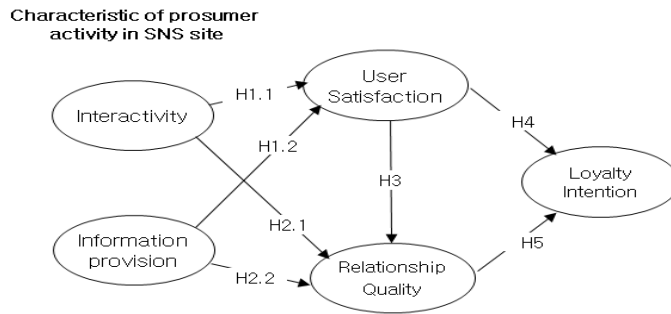 Characteristic of prosumer
activity in SNS site
Interactivity
H1.1
User
Satisfaction
H1.2
H4
H3
Loyalty
Intention
Information
provision
H2.1
H2.2
Relationship
Quality
H5